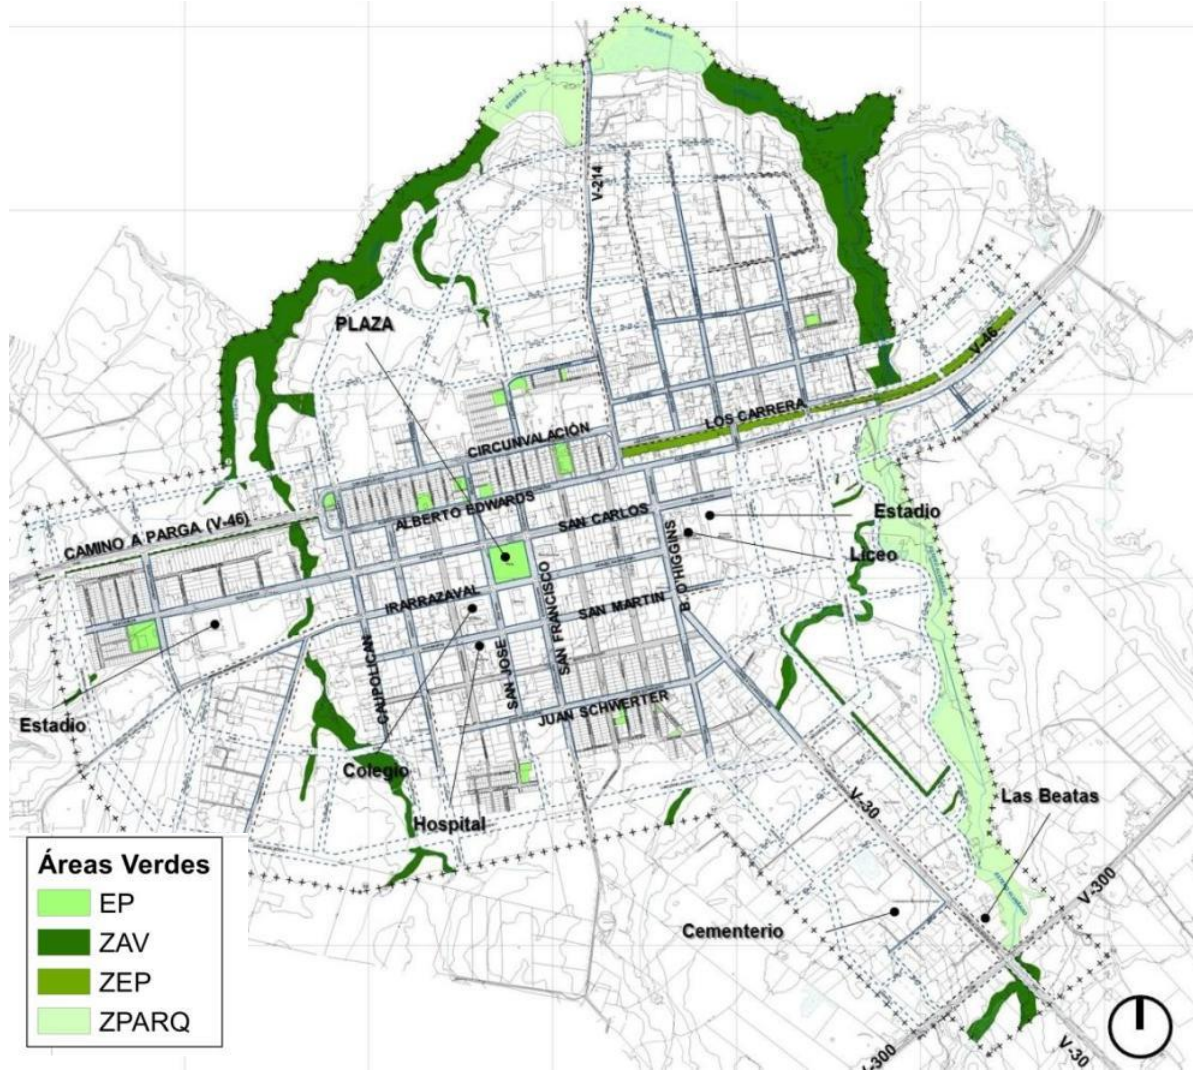 V-214
PLAZA
V-46
LOS CARRERA
CIRCUNVALACIÓN
ALBERTO EDWARDS
SAN CARLOS
CAMINO A PARGA (V-46)
Estadio
Liceo
B. O'HIGGINS
IRARRAZAVAL
SAN MARTIN
SAN FRANCISCO
SAN JOSE
CAUPOLICAN
JUAN SCHWERTER
Estadio
Colegio
Hospital
V-30
Las Beatas
V-300
Cementerio
V-300
V-30
Áreas Verdes
EP
ZAV
ZEP
ZPARQ